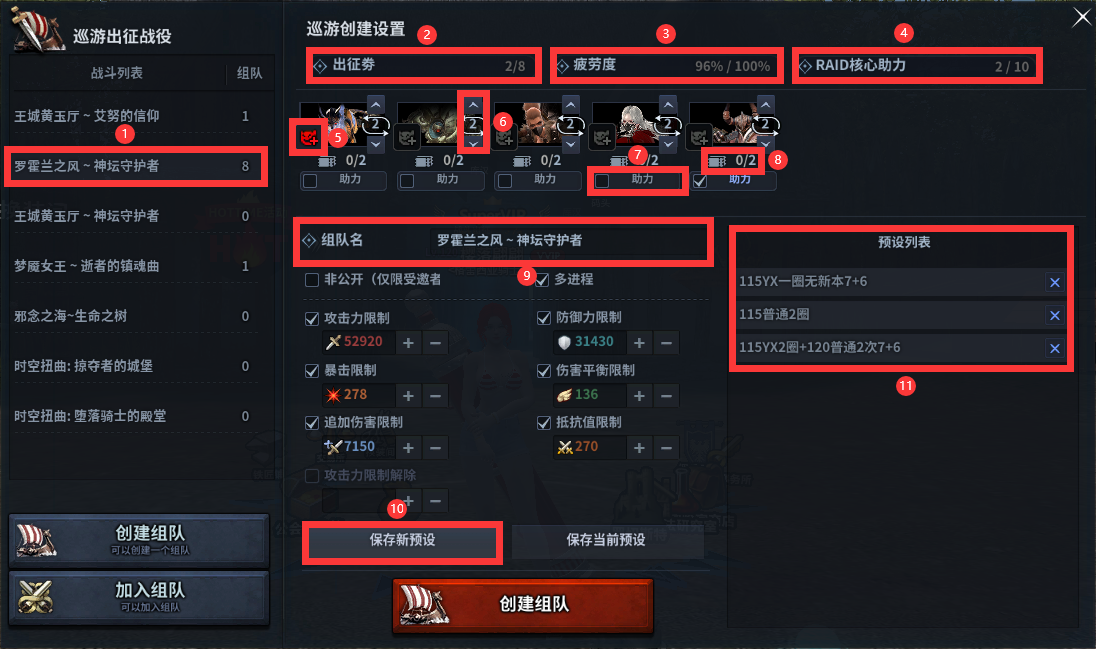 巡游出征战役
战斗列表 组队
王城黄玉厅 ~ 艾努的信仰 1
1
罗霍兰之风 ~ 神坛守护者 8
王城黄玉厅 ~ 神坛守护者 0
梦魇女王 ~ 逝者的镇魂曲 1
邪念之海~生命之树 0
时空扭曲: 掠夺者的城堡 0
时空扭曲: 堕落骑士的殿堂 0
创建组队
可以创建一个组队
加入组队
可以加入组队
巡游创建设置
2 3 4
出征券 2/8 疲劳度 96% / 100% RAID核心助力 2 / 10
2 2 2 2 2
5 6 7 8
0/2 0/2 0/2 0/2 0/2
助力 助力 助力 助力 助力
组队名 罗霍兰之风 ~ 神坛守护者
9
非公开（仅限受邀者 多进程
攻击力限制 防御力限制
52920 + − 31430 + −
暴击限制 伤害平衡限制
278 + − 136 + −
追加伤害限制 抵抗值限制
7150 + − 270 + −
攻击力限制解除
+ −
10
保存新预设 保存当前预设
创建组队
预设列表
115YX一圈无新本7+6
115普通2圈
115YX2圈+120普通2次7+6
11